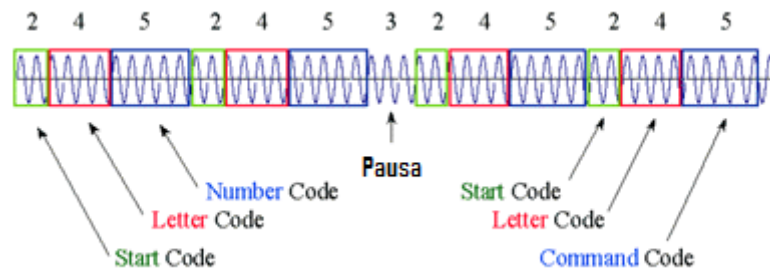 2 4 5 2 4 5 3 2 4 5 2 4 5
Pausa
Number Code Start Code
Letter Code Letter Code
Start Code Command Code